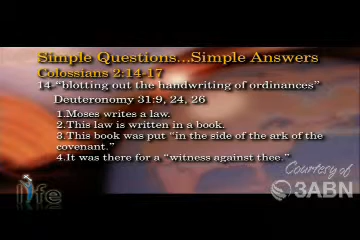 Simple Questions...Simple Answers
Colossians 2:14-17
14-“blotting out the handwriting of ordinances”
Deuteronomy 31:9, 24, 26
1.Moses writes a law.
2.This law is written in a book.
3.This book was put “in the side of the ark of the
covenant.”
4.It was there for a “witness against thee.”
Courtesy of
3ABN
life